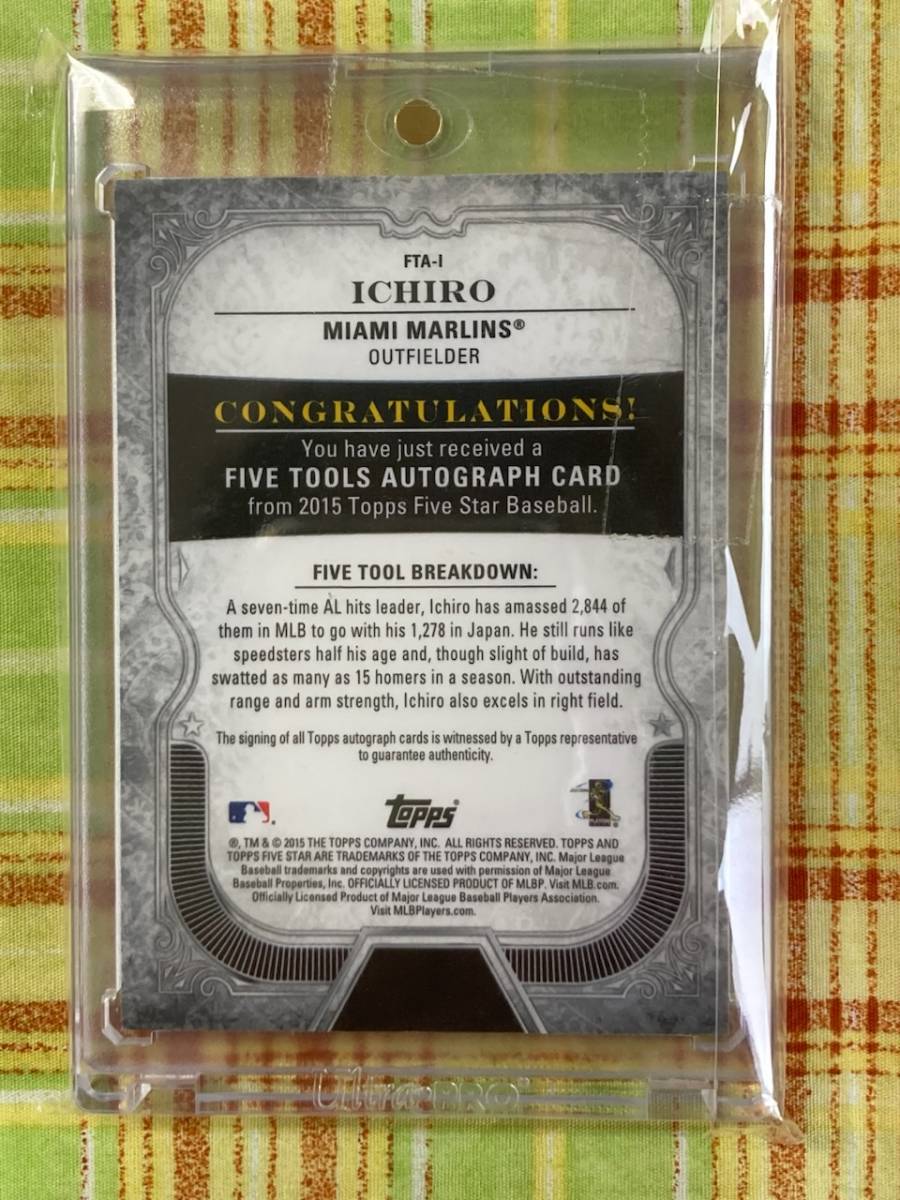 FTA-I
ICHIRO
MIAMI MARLINS®
OUTFIELDER
CONGRATULATIONS!
You have just received a
FIVE TOOLS AUTOGRAPH CARD
from 2015 Topps Five Star Baseball.
FIVE TOOL BREAKDOWN:
A seven-time AL hits leader, Ichiro has amassed 2,844 of
them in MLB to go with his 1,278 in Japan. He still runs like
speedsters half his age and, though slight of build, has
swatted as many as 15 homers in a season. With outstanding
range and arm strength, Ichiro also excels in right field.
The signing of all Topps autograph cards is witnessed by a Topps representative
to guarantee authenticity.
topps®
®, TM & © 2015 THE TOPPS COMPANY, INC. ALL RIGHTS RESERVED. TOPPS AND
TOPPS FIVE STAR ARE TRADEMARKS OF THE TOPPS COMPANY, INC. Major League
Baseball trademarks and copyrights are used with permission of Major League
Baseball Properties, Inc. OFFICIALLY LICENSED PRODUCT OF MLBP. Visit MLB.com.
Officially Licensed Product of Major League Baseball Players Association.
Visit MLBPlayers.com.
Ultra•PRO®